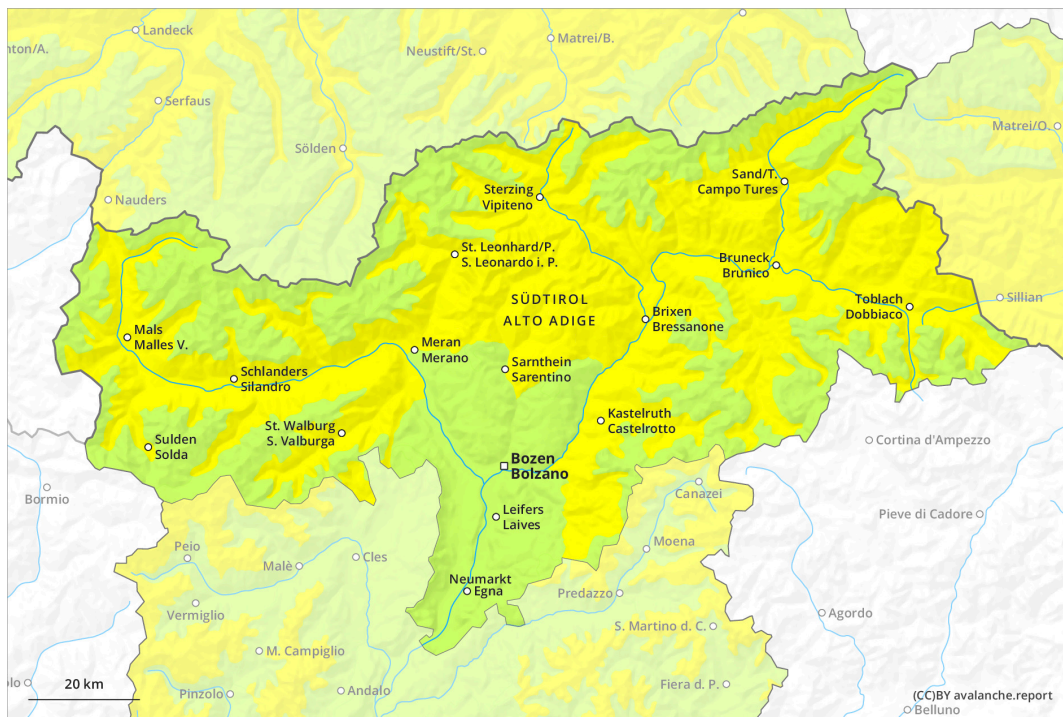 Landeck
Matrei/B.
nton/A.
Neustift/St.
Serfaus
Matrei/O.
Sölden
Sand/T.
Campo Tures
Sterzing
Vipiteno
Nauders
St. Leonhard/P.
S. Leonardo i. P.
Bruneck
Brunico
SÜDTIROL
ALTO ADIGE
Toblach
Dobbiaco
Sillian
Brixen
Bressanone
Mals
Malles V.
Meran
Merano
Sarnthein
Sarentino
Schlanders
Silandro
Kastelruth
Castelrotto
St. Walburg
S. Valburga
Sulden
Solda
Cortina d'Ampezzo
Bozen
Bolzano
Bormio
Canazei
Leifers
Laives
Pieve di Cadore
Moena
Peio
Cles
Malè
Neumarkt
Egna
Predazzo
Vermiglio
Agordo
S. Martino d. C.
M. Campiglio
20 km
olo
Pinzolo
Andalo
Fiera d. P.
(CC)BY avalanche.report
Belluno